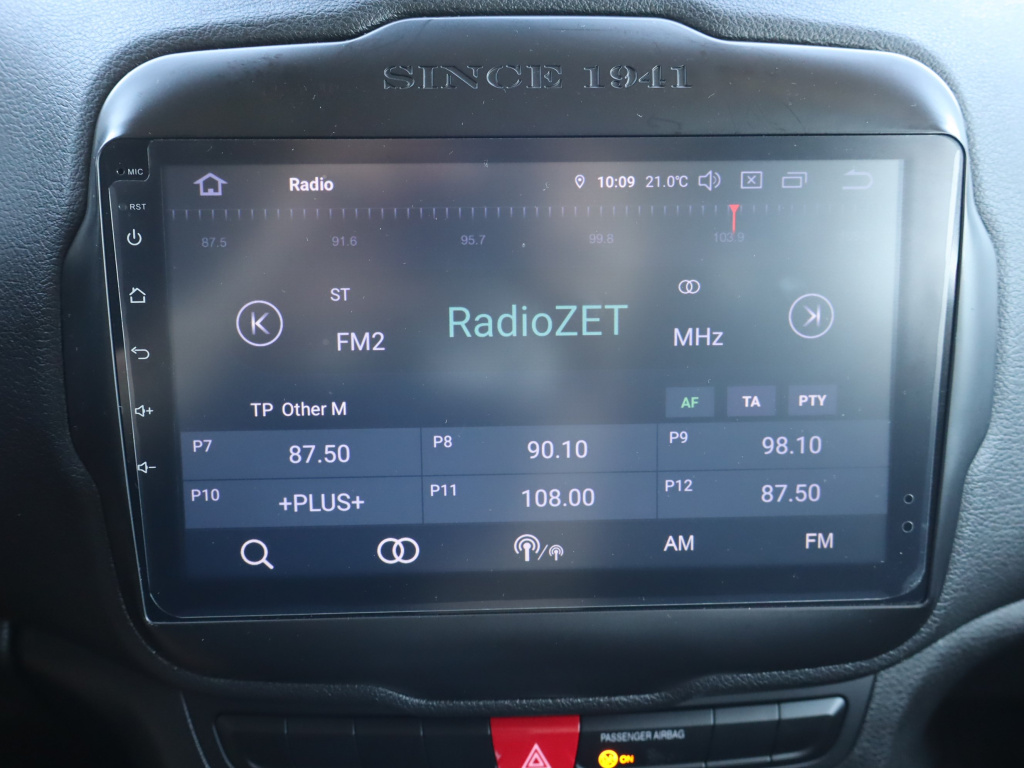 SINCE 1941
MIC
RST
Radio
10:09 21.0°C
87.5 91.6 95.7 99.8 103.9
ST
FM2
RadioZET
MHz
TP Other M
AF TA PTY
P7 87.50 P8 90.10 P9 98.10
P10 +PLUS+ P11 108.00 P12 87.50
AM FM
PASSENGER AIRBAG
ON